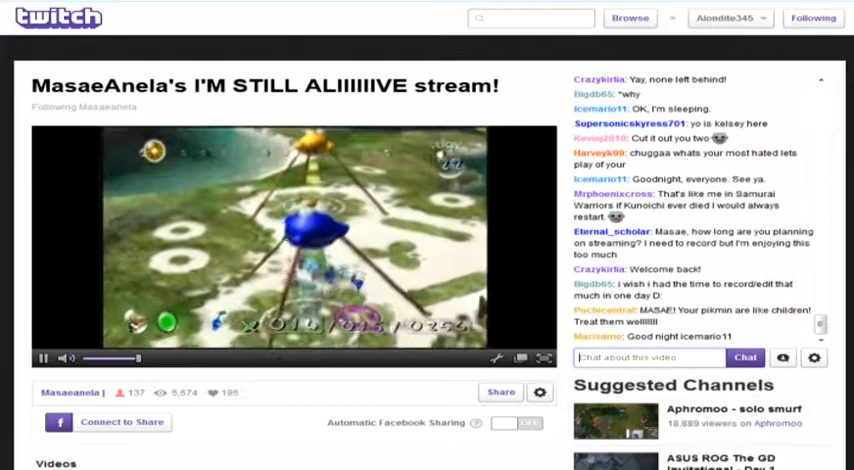 twitch
Browse
Alondite345
Following
MasaeAnela's I'M STILL ALIIIIIIVE stream!
Following Masaeanela
014/015/0256
Masaeanela |
137
5,674
195
Share
Connect to Share
Automatic Facebook Sharing
OFF
Videos
Crazykirlia: Yay, none left behind!
Bigdb65: *why
Icemario11: OK, I'm sleeping.
Supersonicskyress701: yo is kelsey here
Kevinj2010: Cut it out you two
Harveyk99: chuggaa whats your most hated lets
play of your
Icemario11: Goodnight, everyone. See ya.
Mrphoenixcross: That's like me in Samurai
Warriors if Kunoichi ever died I would always
restart.
Eternal_scholar: Masae, how long are you planning
on streaming? I need to record but I'm enjoying this
too much
Crazykirlia: Welcome back!
Bigdb65: i wish i had the time to record/edit that
much in one day D:
Puchicentral: MASAE! Your pikmin are like children!
Treat them wellllllll
Marisame: Good night icemario11
Chat about this video
Chat
Suggested Channels
Aphromoo - solo smurf
18,889 viewers on Aphromoo
ASUS ROG The GD
Invitational - Day 1